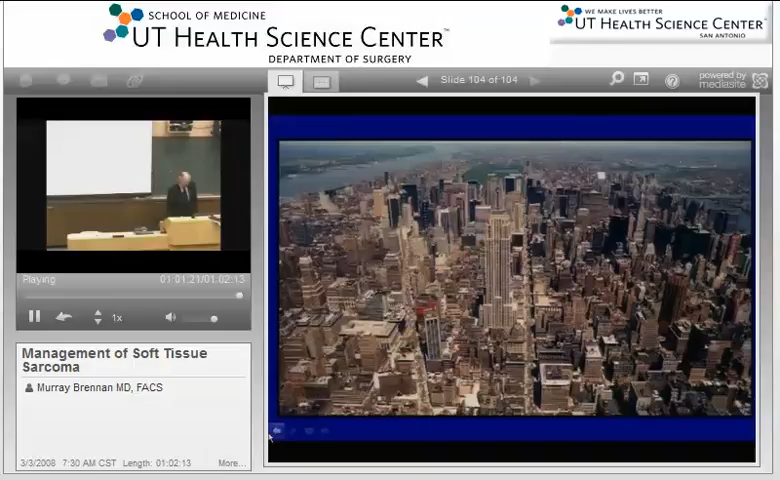 SCHOOL OF MEDICINE
UT HEALTH SCIENCE CENTER™
DEPARTMENT OF SURGERY
WE MAKE LIVES BETTER
UT HEALTH SCIENCE CENTER™
SAN ANTONIO
Slide 104 of 104
powered by
mediasite
Playing
01:01:21/01:02:13
1x
Management of Soft Tissue
Sarcoma
Murray Brennan MD, FACS
3/3/2008 7:30 AM CST Length: 01:02:13 More...